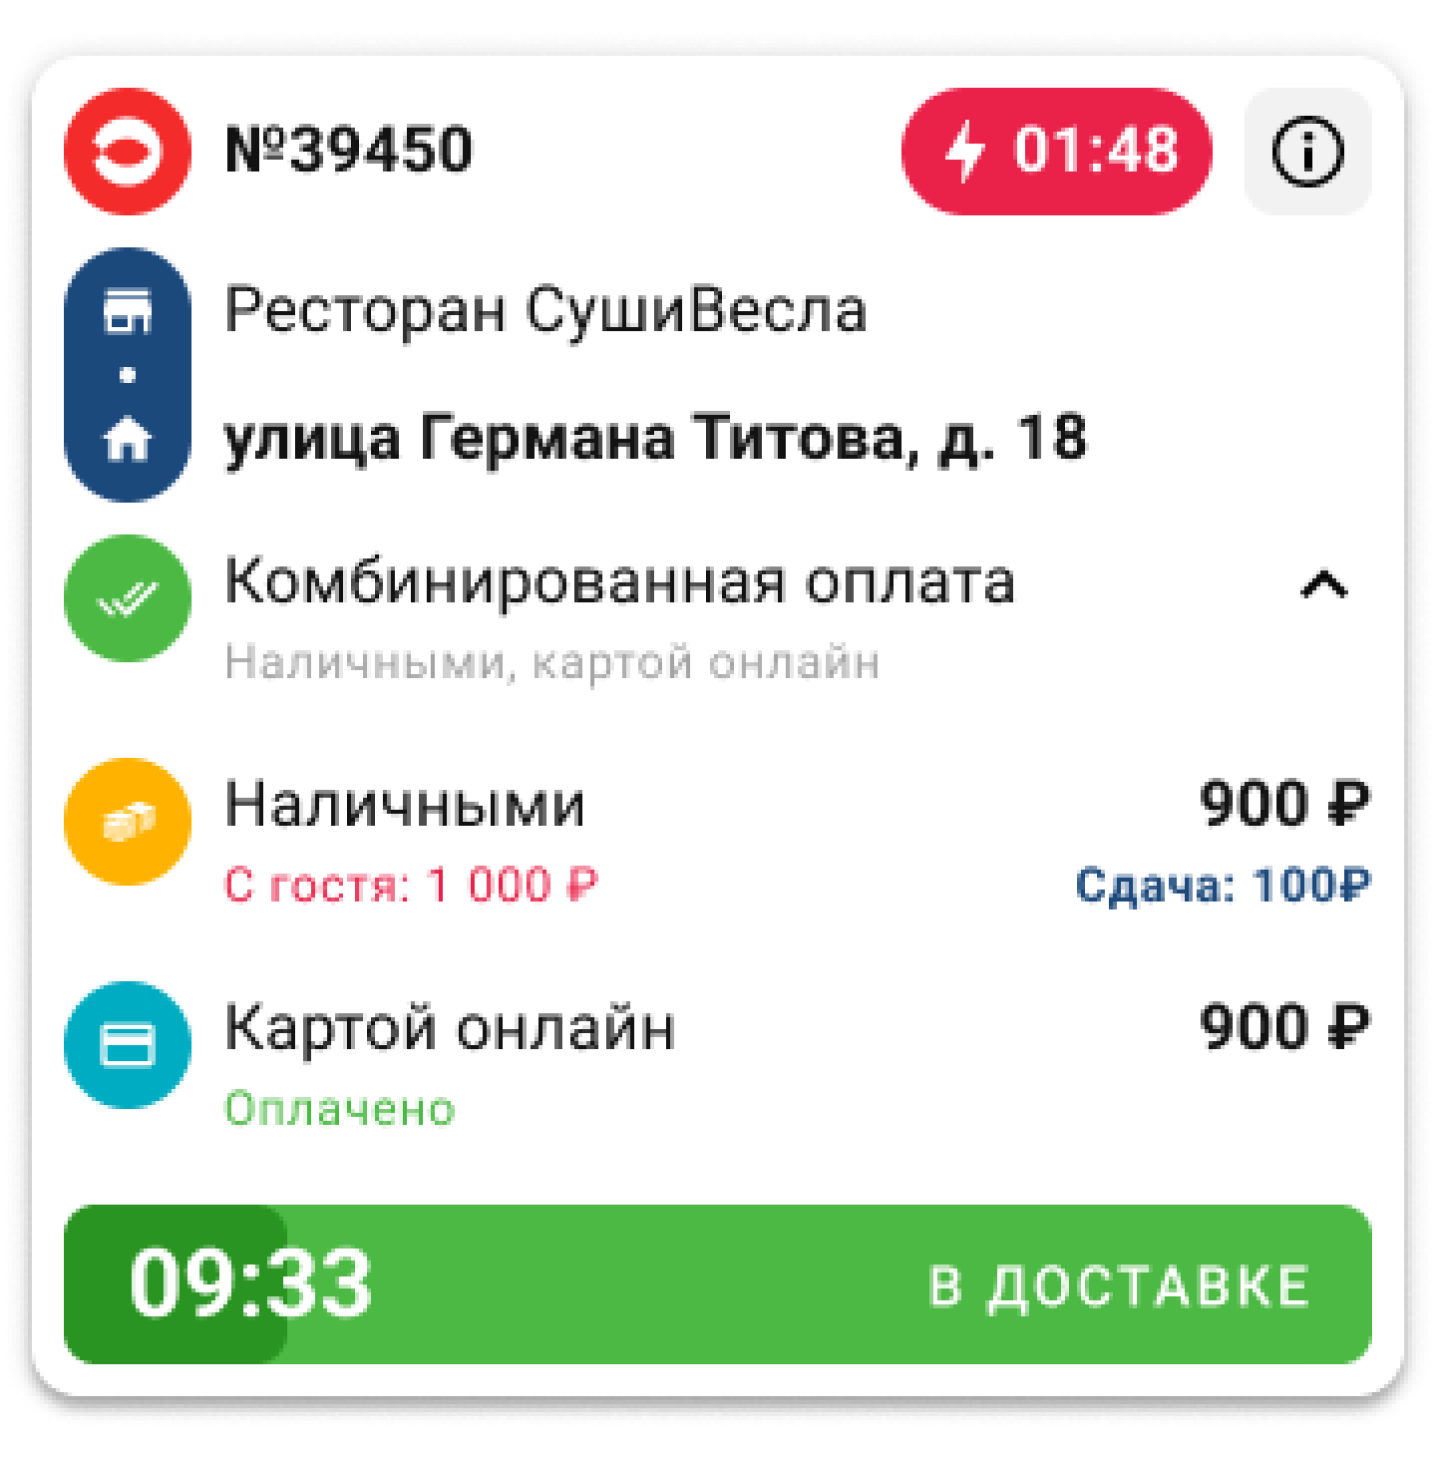 №39450
01:48
Ресторан СушиВесла
улица Германа Титова, д. 18
Комбинированная оплата
Наличными, картой онлайн
Наличными
900 ₽
С гостя: 1 000 ₽
Сдача: 100₽
Картой онлайн
900 ₽
Оплачено
09:33
В ДОСТАВКЕ